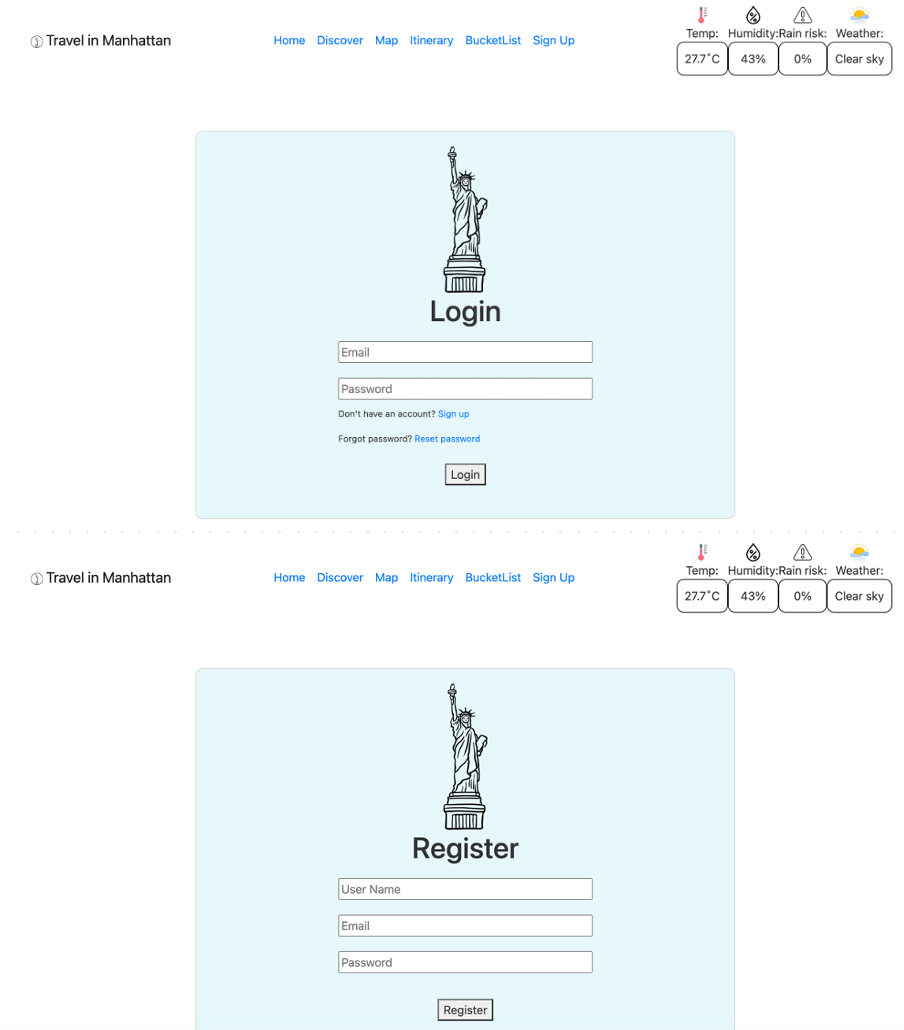 Travel in Manhattan Home Discover Map Itinerary BucketList Sign Up
Temp: Humidity: Rain risk: Weather:
27.7°C 43% 0% Clear sky
Login
Email
Password
Don't have an account? Sign up
Forgot password? Reset password
Login
Travel in Manhattan Home Discover Map Itinerary BucketList Sign Up
Temp: Humidity: Rain risk: Weather:
27.7°C 43% 0% Clear sky
Register
User Name
Email
Password
Register